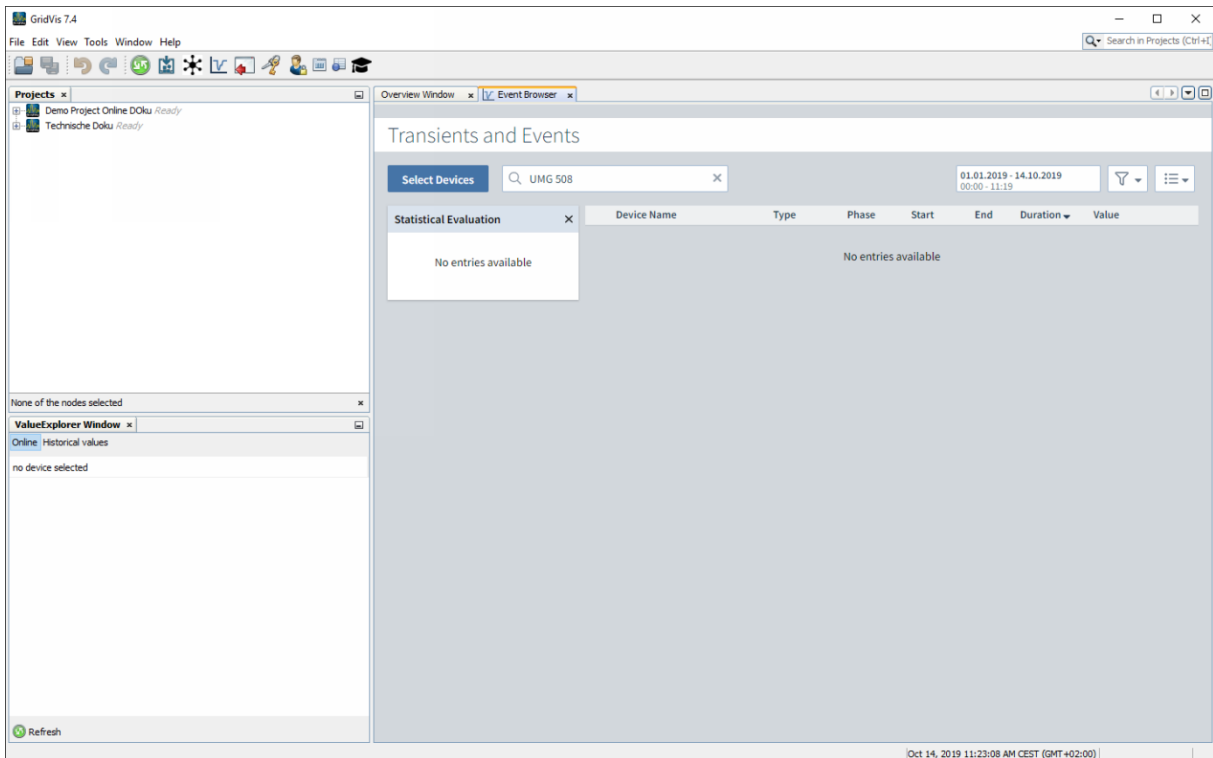 GridVis 7.4
File Edit View Tools Window Help
Search in Projects (Ctrl+I)
Projects
Overview Window
Event Browser
Demo Project Online DOku Ready
Technische Doku Ready
Transients and Events
Select Devices
UMG 508
01.01.2019 - 14.10.2019
00:00 - 11:19
Statistical Evaluation
Device Name Type Phase Start End Duration Value
No entries available
No entries available
None of the nodes selected
ValueExplorer Window
Online Historical values
no device selected
Refresh
Oct 14, 2019 11:23:08 AM CEST (GMT+02:00)